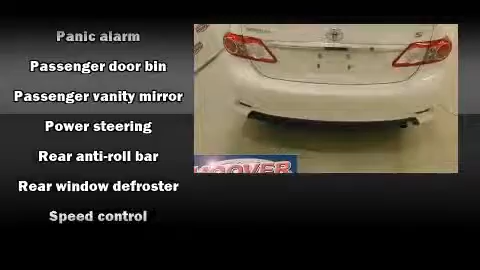 Panic alarm
Passenger door bin
Passenger vanity mirror
Power steering
Rear anti-roll bar
Rear window defroster
Speed control
S
HOOVER